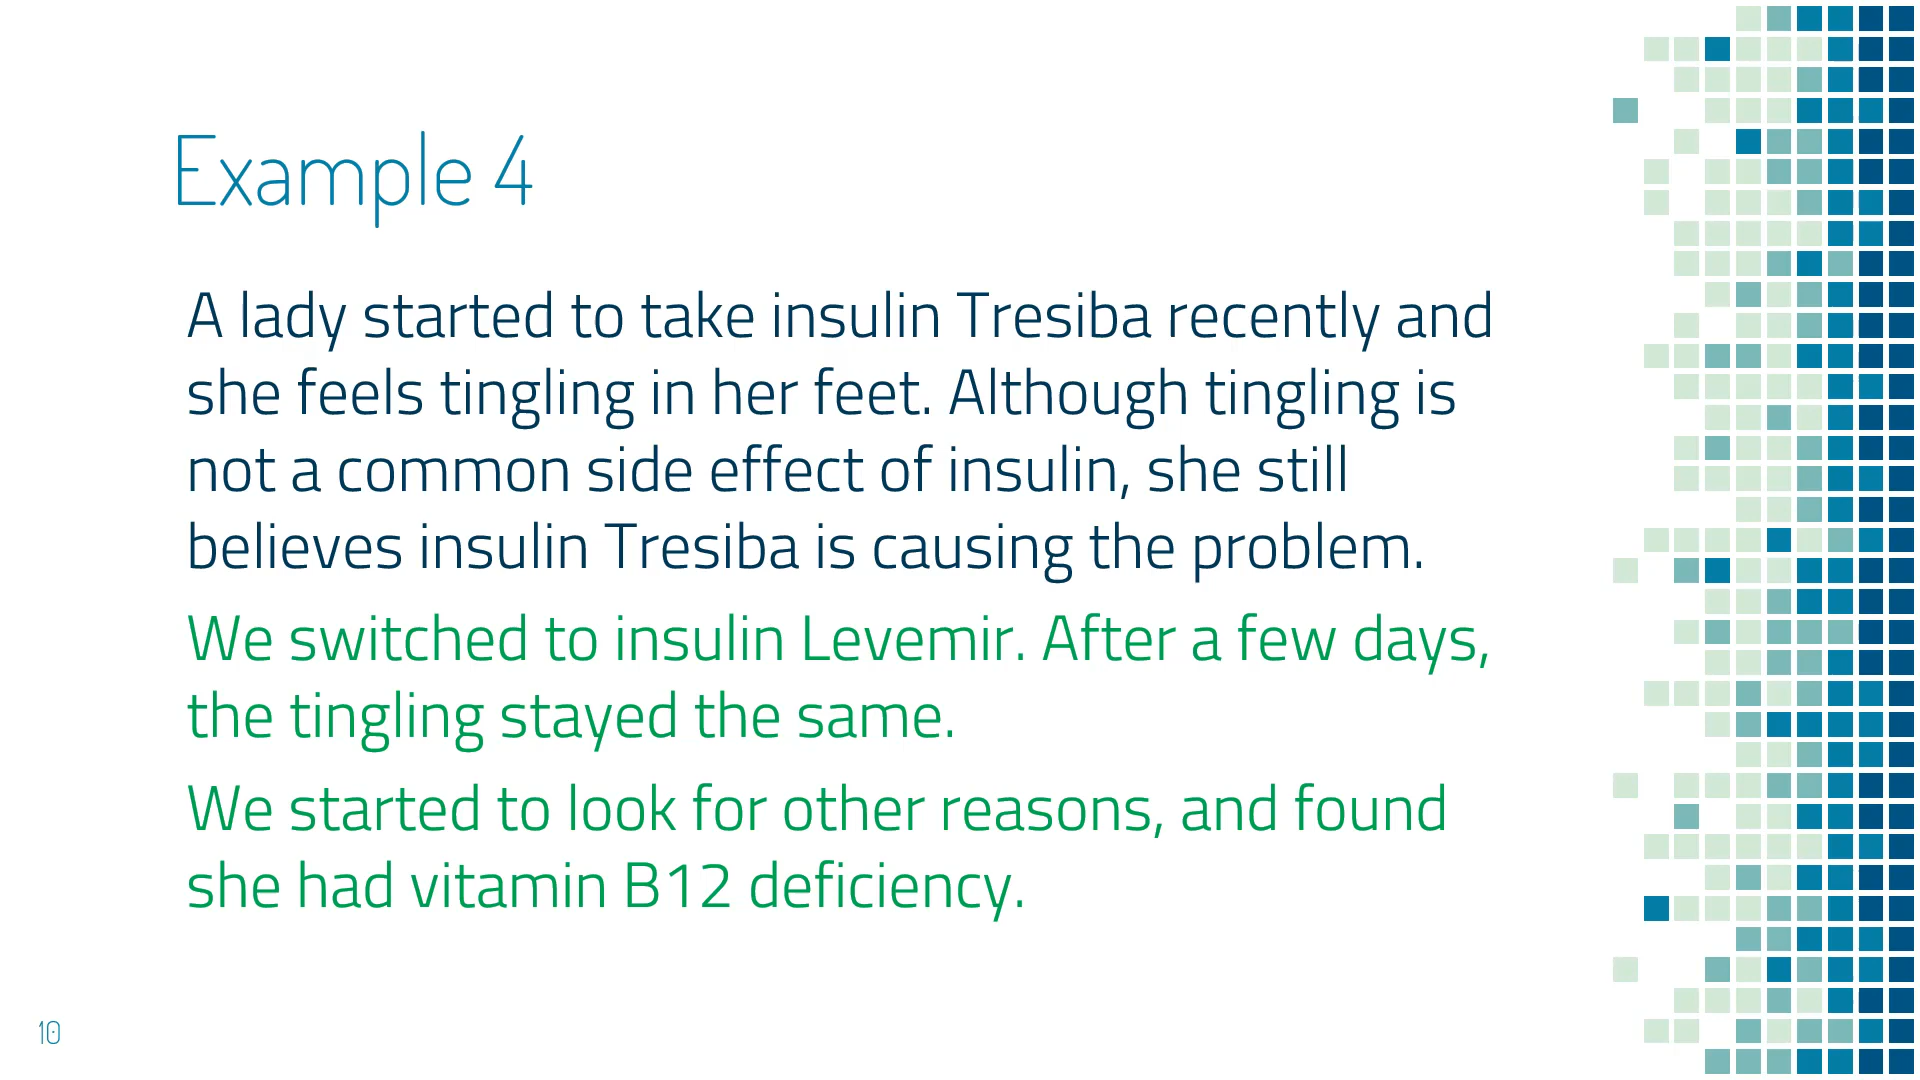 Example 4
A lady started to take insulin Tresiba recently and
she feels tingling in her feet. Although tingling is
not a common side effect of insulin, she still
believes insulin Tresiba is causing the problem.
We switched to insulin Levemir. After a few days,
the tingling stayed the same.
We started to look for other reasons, and found
she had vitamin B12 deficiency.
10